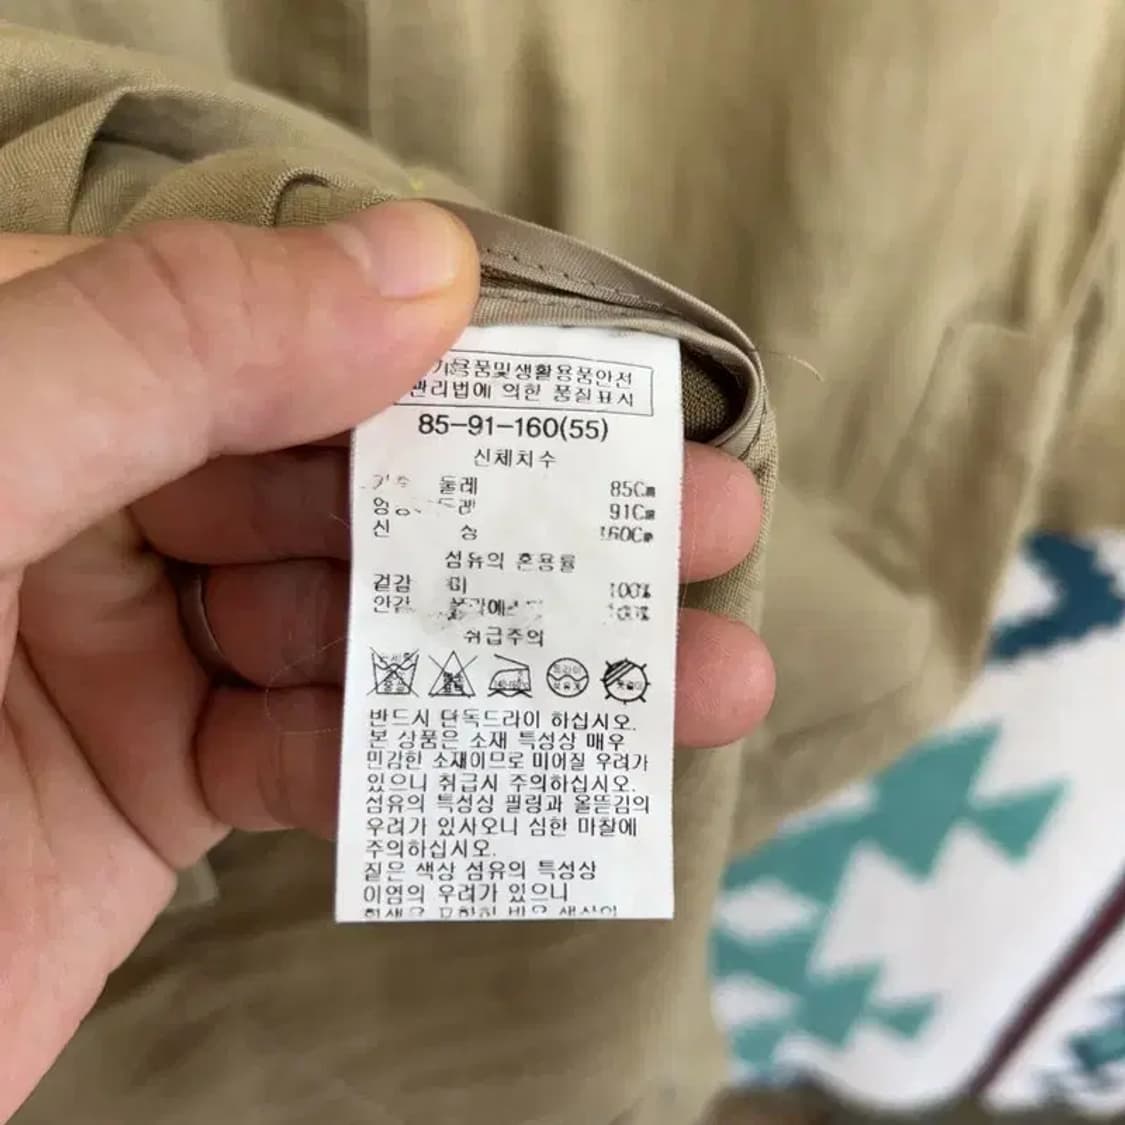 기용품및생활용품안전
관리법에 의한 품질표시
85-91-160(55)
신체치수
둘레 85Cm
91Cm
신 160Cm
섬유의 혼용률
겉감 100%
안감
취급주의
드라이
반드시 단독드라이 하십시오.
본 상품은 소재 특성상 매우
민감한 소재이므로 미어질 우려가
있으니 취급시 주의하십시오.
섬유의 특성상 필링과 올뜯김의
우려가 있사오니 심한 마찰에
주의하십시오.
짙은 색상 섬유의 특성상
이염의 우려가 있으니